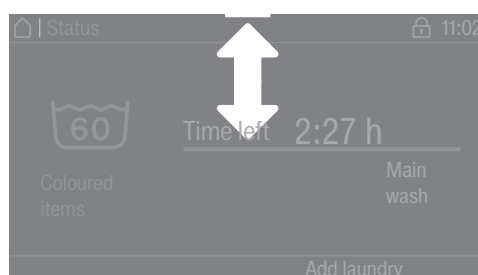 | Status 11:02
60
Time left 2:27 h
Coloured
items
Main
wash
Add laundry